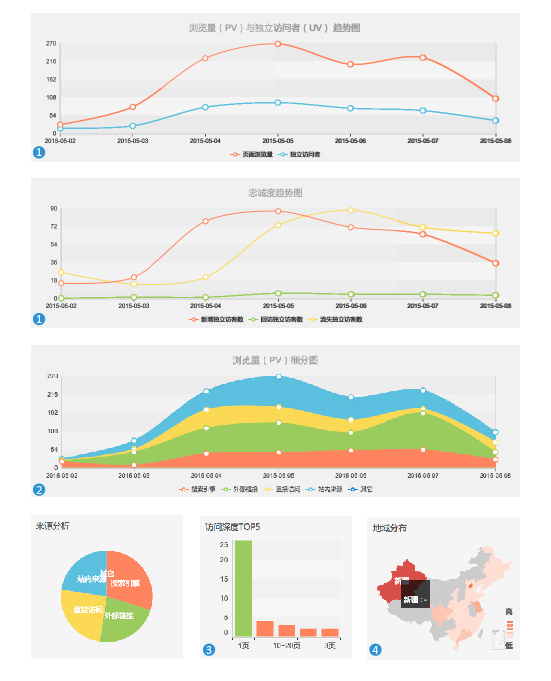 浏览量（PV）与独立访问者（UV）趋势图
270
216
162
108
54
0
2015-05-02 2015-05-03 2015-05-04 2015-05-05 2015-05-06 2015-05-07 2015-05-08
1
页面浏览量 独立访问者
忠诚度趋势图
90
72
54
36
18
0
2015-05-02 2015-05-03 2015-05-04 2015-05-05 2015-05-06 2015-05-07 2015-05-08
1
新增独立访客数 回访独立访客数 流失独立访客数
浏览量（PV）细分图
270
216
162
108
54
0
2015-05-02 2015-05-03 2015-05-04 2015-05-05 2015-05-06 2015-05-07 2015-05-08
2
搜索引擎 外部链接 直接访问 站内来源 其它
来源分析
其它
站内来源 搜索引擎
直接访问 外部链接
访问深度TOP5
25
20
15
10
5
0
1页 10~20页 3页
3
地域分布
新疆
新疆 : -
高
低
4